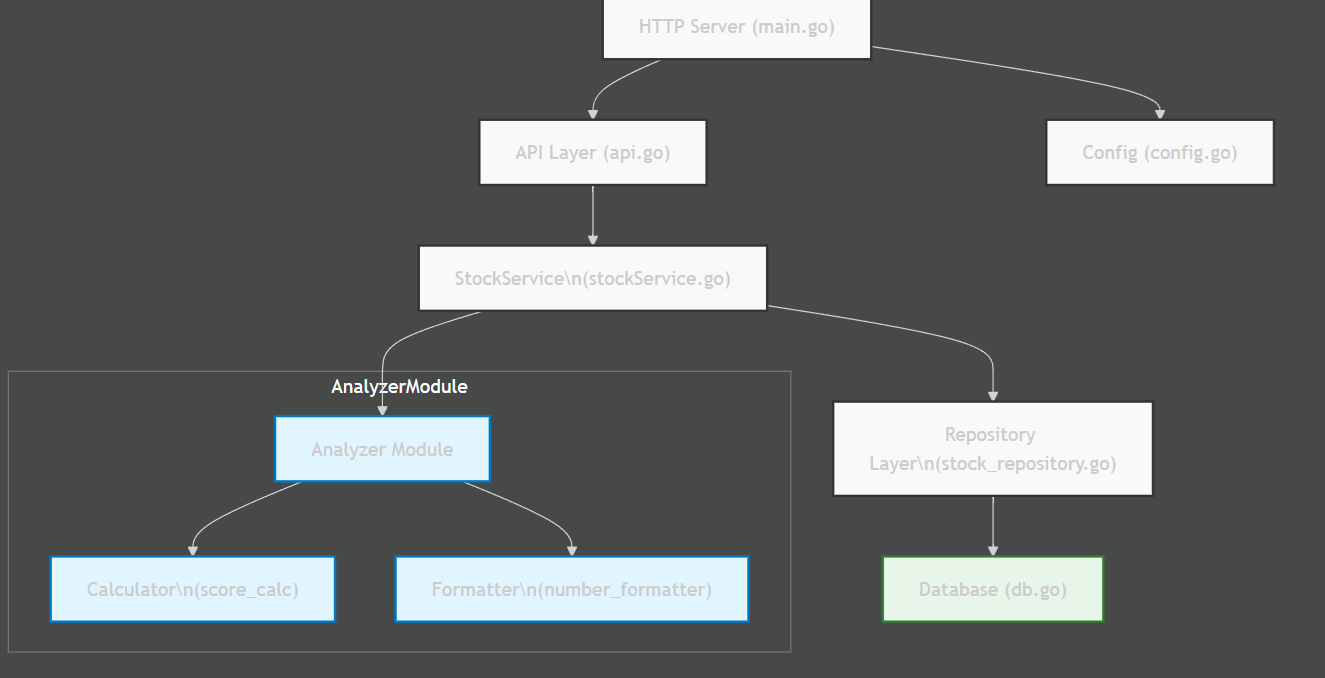 HTTP Server (main.go)
API Layer (api.go)
Config (config.go)
StockService\n(stockService.go)
AnalyzerModule
Analyzer Module
Repository
Layer\n(stock_repository.go)
Calculator\n(score_calc)
Formatter\n(number_formatter)
Database (db.go)